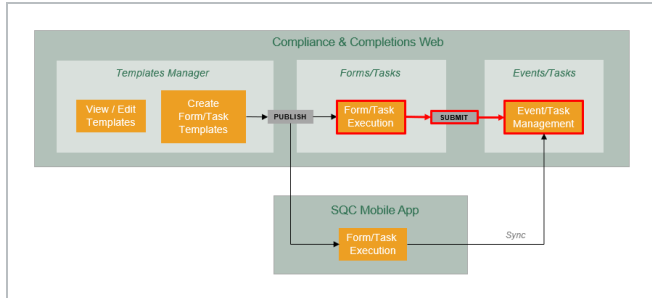 Compliance & Completions Web
Templates Manager
Forms/Tasks
Events/Tasks
View / Edit
Templates
Create
Form/Task
Templates
PUBLISH
Form/Task
Execution
SUBMIT
Event/Task
Management
SQC Mobile App
Form/Task
Execution
Sync